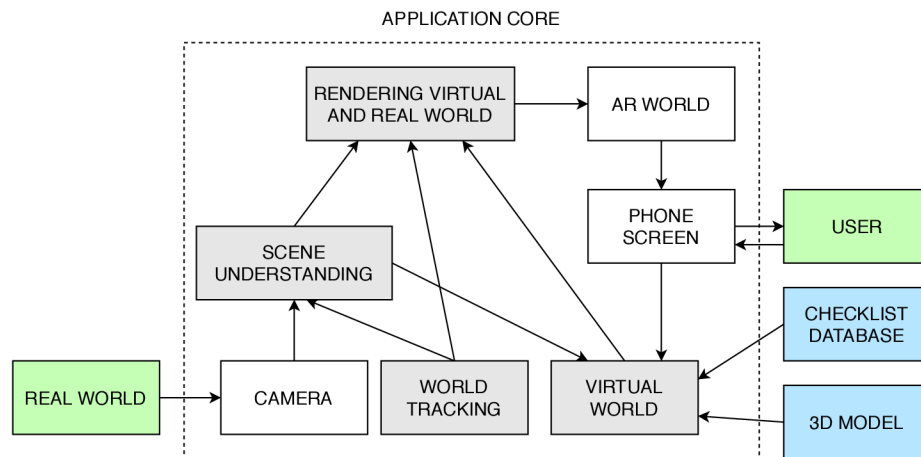 APPLICATION CORE
RENDERING VIRTUAL
AND REAL WORLD
AR WORLD
PHONE
SCREEN
USER
SCENE
UNDERSTANDING
CHECKLIST
DATABASE
REAL WORLD
CAMERA
WORLD
TRACKING
VIRTUAL
WORLD
3D MODEL